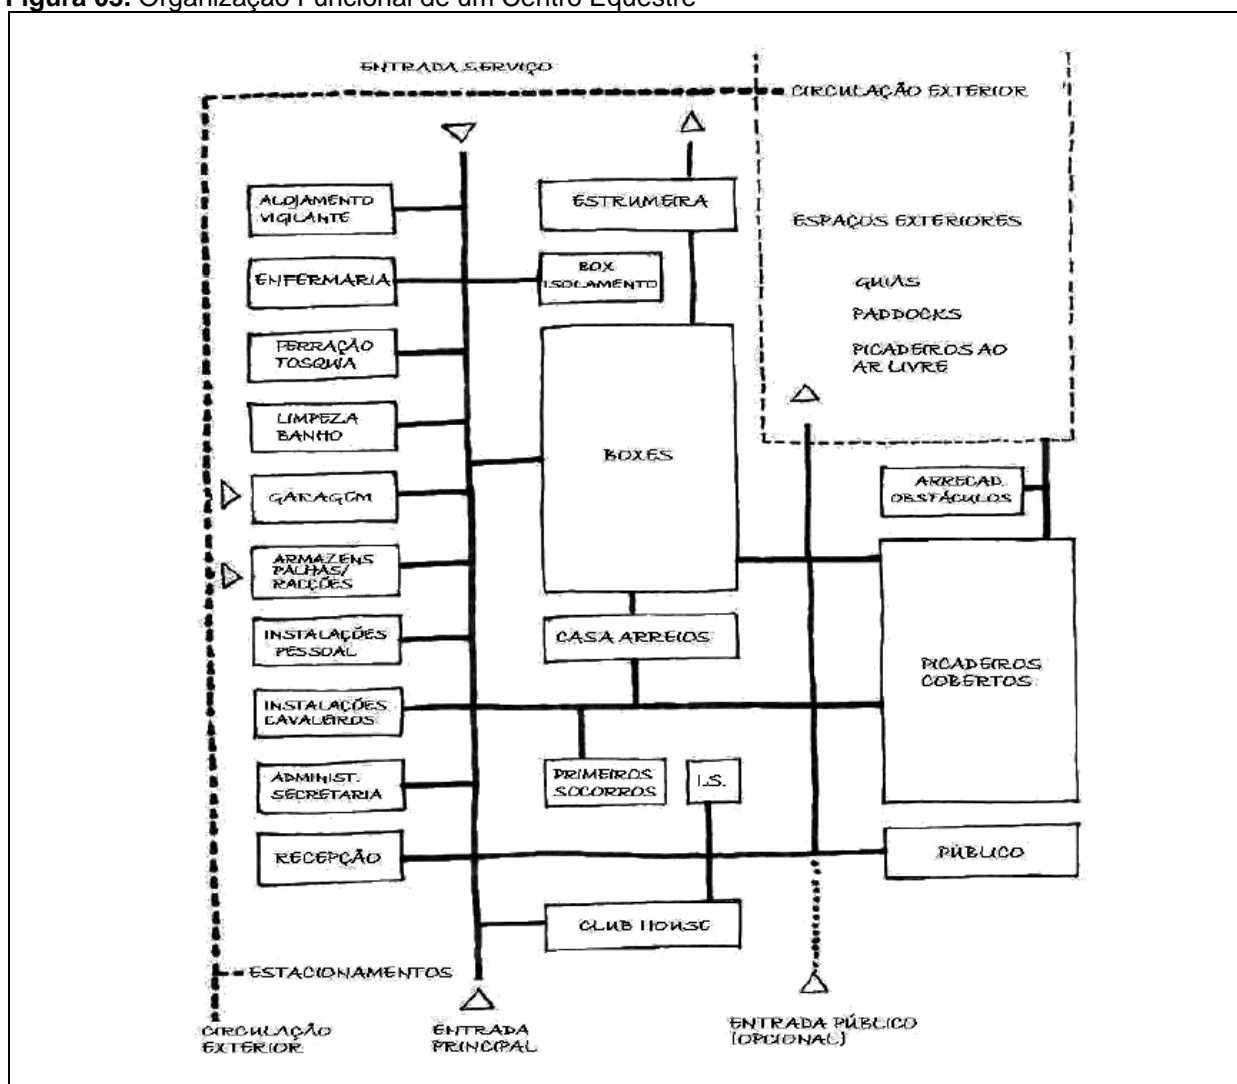 Figura 03. Organização Funcional de um Centro Equestre
ENTRADA SERVIÇO
CIRCULAÇÃO EXTERIOR
ALOJAMENTO
VIGILANTE
ESTRUMEIRA
ESPAÇOS EXTERIORES
ENFERMARIA
BOX
ISOLAMENTO
GUIAS
PADDOCKS
PICADEIROS AO
AR LIVRE
FERRAÇÃO
TOSQUIA
LIMPEZA
BANHO
BOXES
GARAGEM
ARRECAD.
OBSTÁCULOS
ARMAZENS
PALHAS/
RACÇÕES
INSTALAÇÕES
PESSOAL
CASA ARREIOS
PICADEIROS
COBERTOS
INSTALAÇÕES
CAVALEIROS
ADMINIST.
SECRETARIA
PRIMEIROS
SOCORROS
I.S.
RECEPÇÃO
PÚBLICO
CLUB HOUSE
ESTACIONAMENTOS
CIRCULAÇÃO
EXTERIOR
ENTRADA
PRINCIPAL
ENTRADA PÚBLICO
(OPCIONAL)